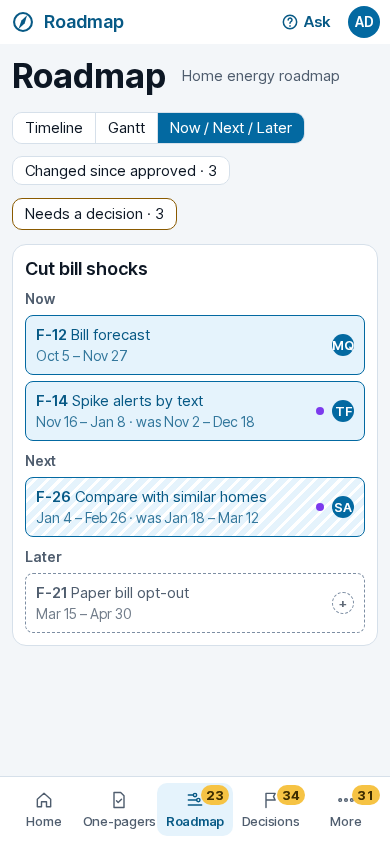 Roadmap
Ask
AD
Roadmap
Home energy roadmap
Timeline
Gantt
Now / Next / Later
Changed since approved · 3
Needs a decision · 3
Cut bill shocks
Now
F-12 Bill forecast
Oct 5 – Nov 27
MQ
F-14 Spike alerts by text
Nov 16 – Jan 8 · was Nov 2 – Dec 18
TF
Next
F-26 Compare with similar homes
Jan 4 – Feb 26 · was Jan 18 – Mar 12
SA
Later
F-21 Paper bill opt-out
Mar 15 – Apr 30
+
Home
One-pagers
23
Roadmap
34
Decisions
31
More